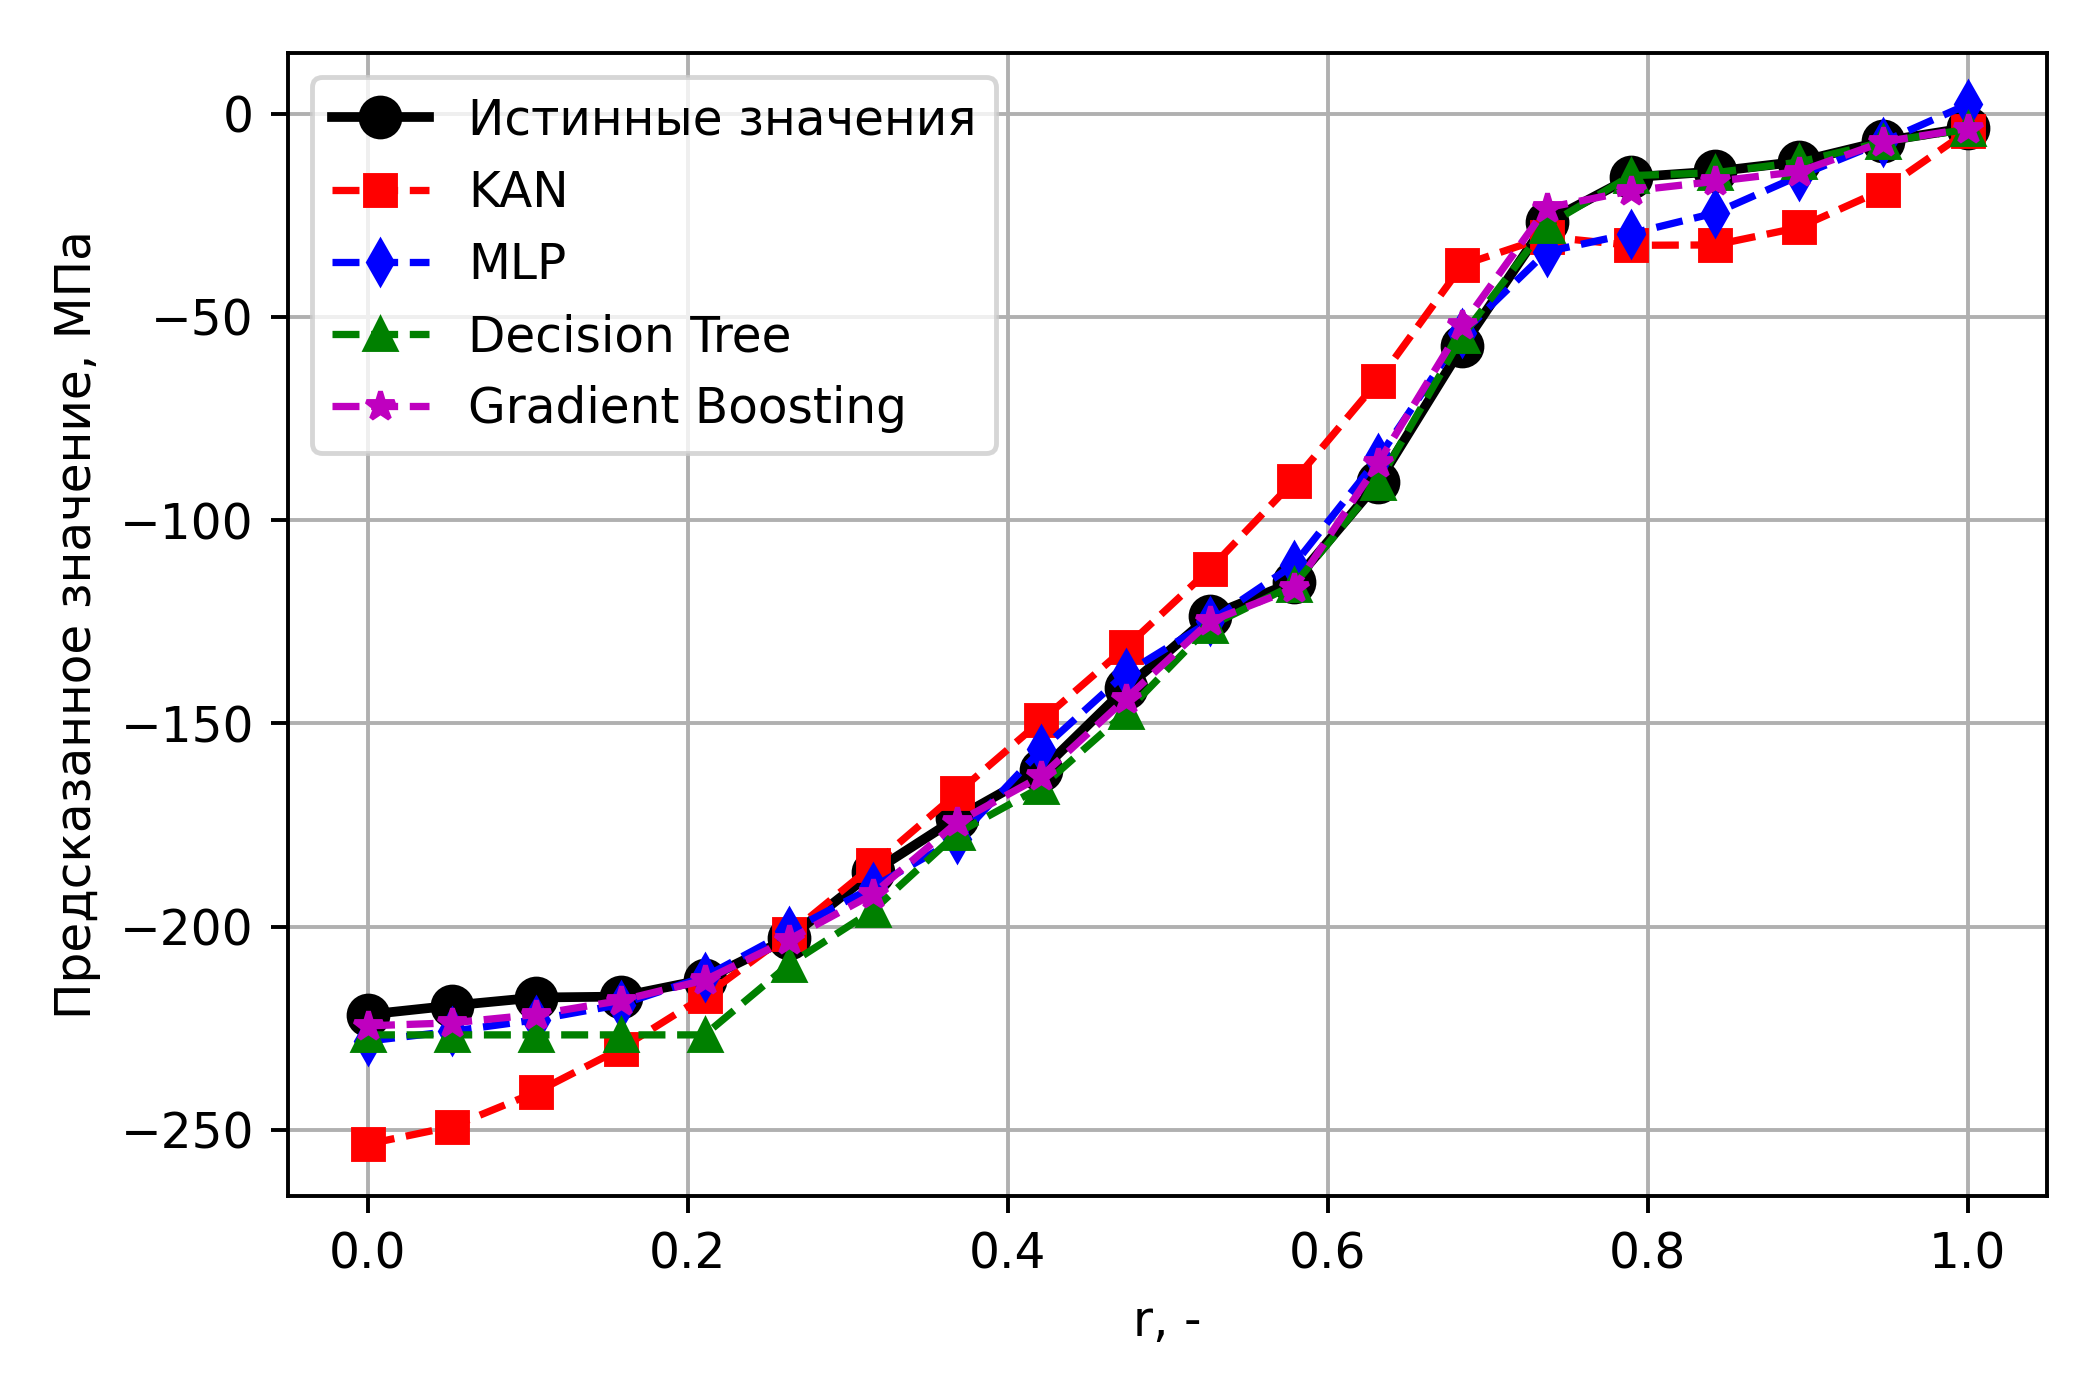 Предсказанное значение, МПа
0
−50
−100
−150
−200
−250
Истинные значения
KAN
MLP
Decision Tree
Gradient Boosting
0.0 0.2 0.4 0.6 0.8 1.0
r, -